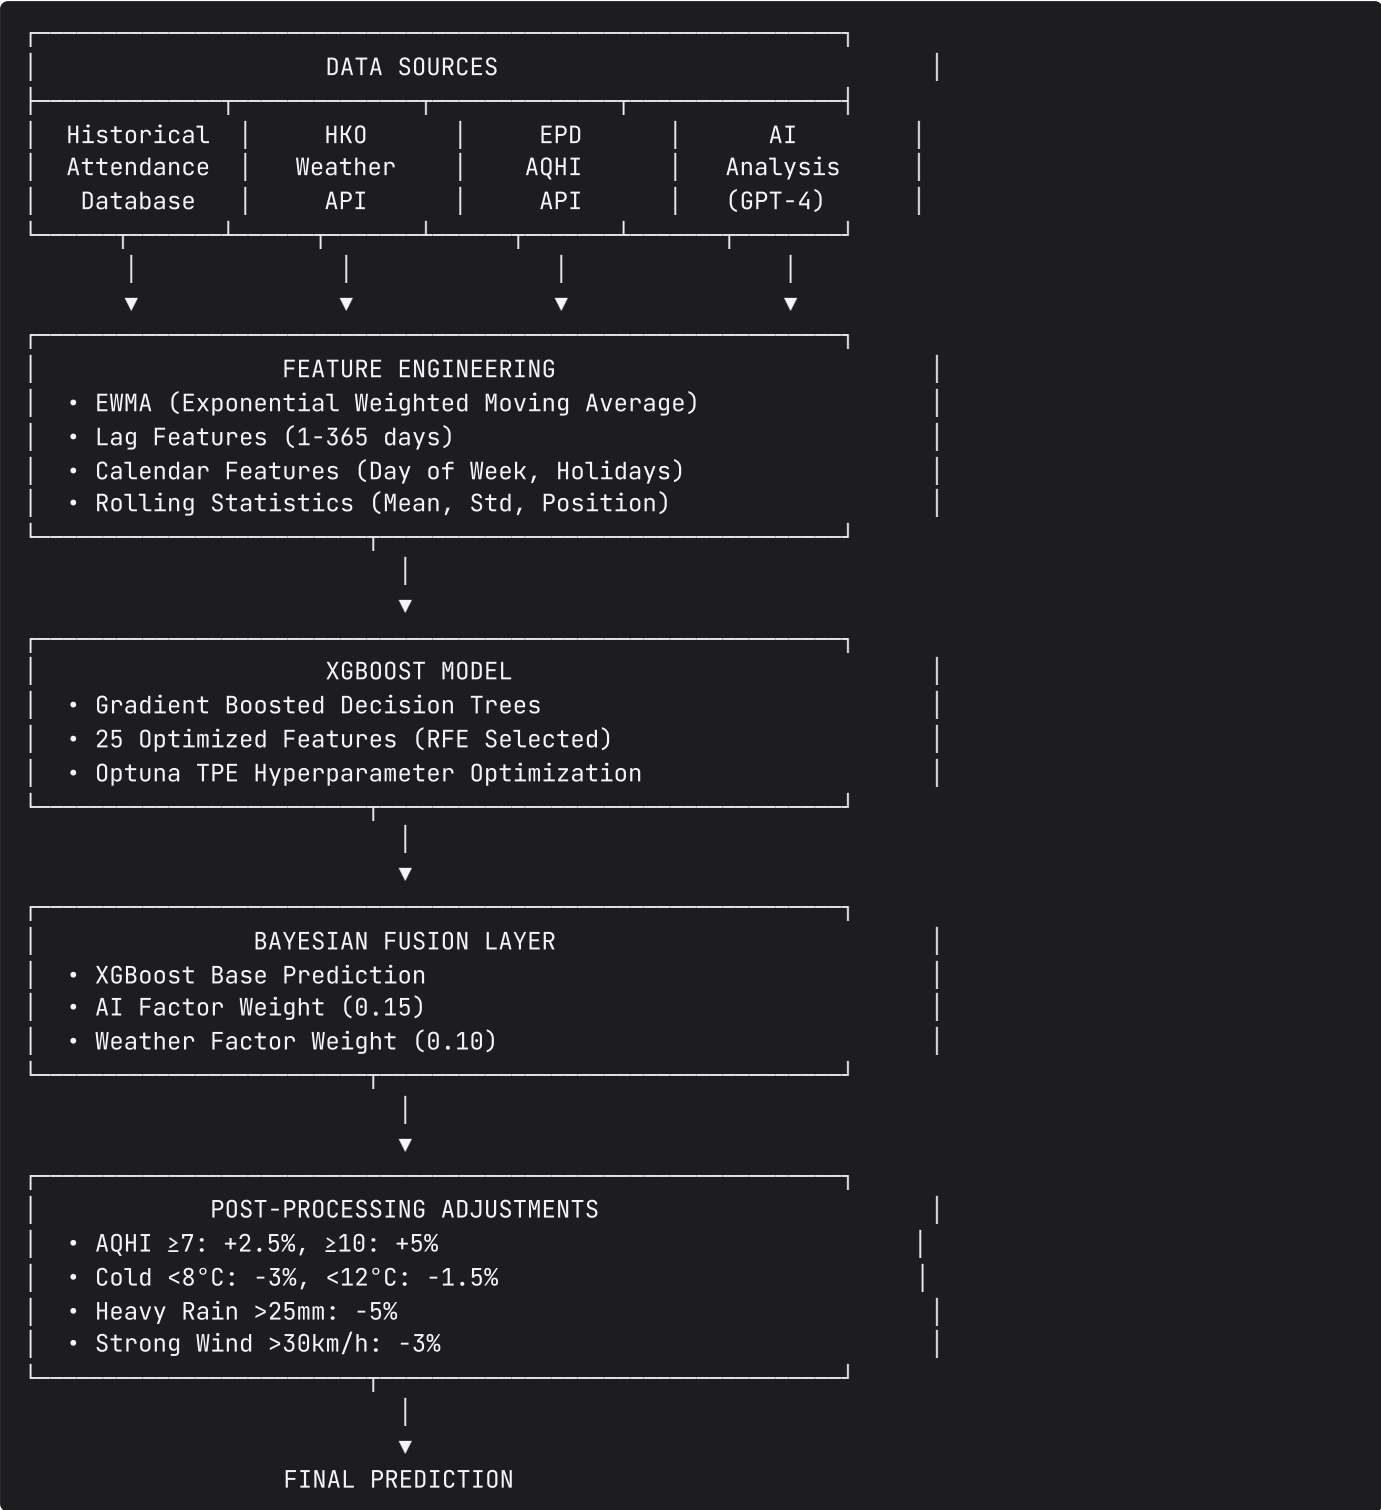 DATA SOURCES
Historical HKO EPD AI
Attendance Weather AQHI Analysis
Database API API (GPT-4)
FEATURE ENGINEERING
• EWMA (Exponential Weighted Moving Average)
• Lag Features (1-365 days)
• Calendar Features (Day of Week, Holidays)
• Rolling Statistics (Mean, Std, Position)
XGBOOST MODEL
• Gradient Boosted Decision Trees
• 25 Optimized Features (RFE Selected)
• Optuna TPE Hyperparameter Optimization
BAYESIAN FUSION LAYER
• XGBoost Base Prediction
• AI Factor Weight (0.15)
• Weather Factor Weight (0.10)
POST-PROCESSING ADJUSTMENTS
• AQHI ≥7: +2.5%, ≥10: +5%
• Cold <8°C: -3%, <12°C: -1.5%
• Heavy Rain >25mm: -5%
• Strong Wind >30km/h: -3%
FINAL PREDICTION